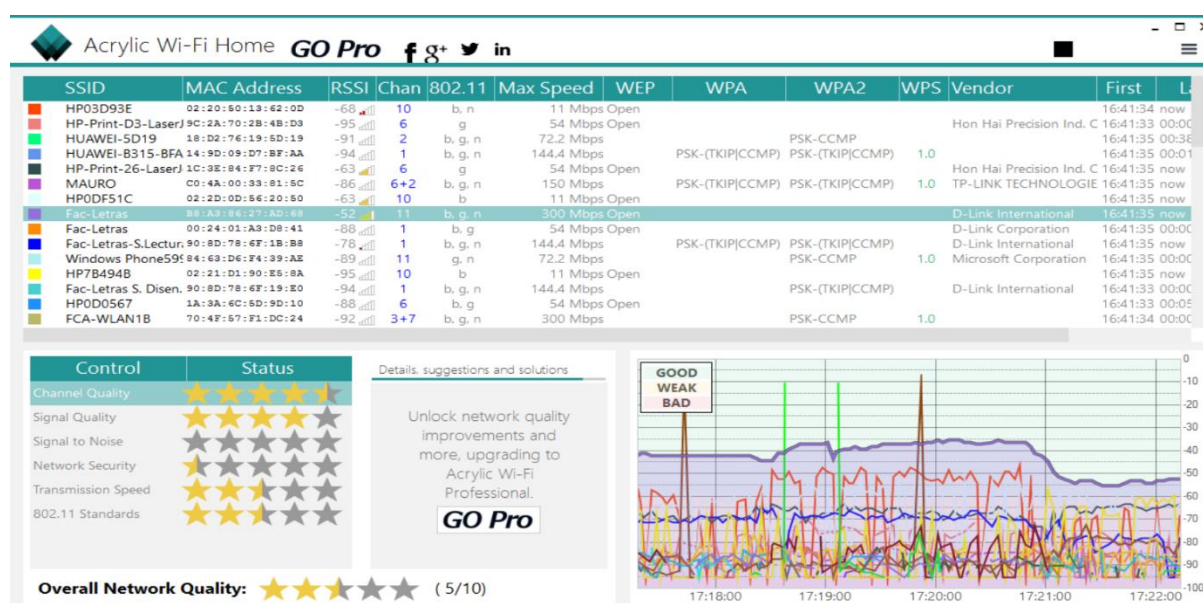 Acrylic Wi-Fi Home GO Pro f g+ in
SSID MAC Address RSSI Chan 802.11 Max Speed WEP WPA WPA2 WPS Vendor First La
HP03D93E 02:20:50:13:62:0D -68 10 b, n 11 Mbps Open 16:41:34 now
HP-Print-D3-LaserJ 9C:2A:70:2B:4B:D3 -95 6 g 54 Mbps Open Hon Hai Precision Ind. C 16:41:33 00:00
HUAWEI-5D19 18:D2:76:19:5D:19 -91 2 b, g, n 72.2 Mbps PSK-CCMP 16:41:35 00:38
HUAWEI-B315-BFA 14:9D:09:D7:BF:AA -94 1 b, g, n 144.4 Mbps PSK-(TKIP|CCMP) PSK-(TKIP|CCMP) 1.0 16:41:35 00:01
HP-Print-26-LaserJ 1C:3E:84:F7:8C:26 -63 6 g 54 Mbps Open Hon Hai Precision Ind. C 16:41:35 now
MAURO C0:4A:00:33:81:5C -86 6+2 b, g, n 150 Mbps PSK-(TKIP|CCMP) PSK-(TKIP|CCMP) 1.0 TP-LINK TECHNOLOGIE 16:41:35 now
HP0DF51C 02:2D:0D:56:20:50 -63 10 b 11 Mbps Open 16:41:35 now
Fac-Letras B8:A3:86:27:AD:68 -52 11 b, g, n 300 Mbps Open D-Link International 16:41:35 now
Fac-Letras 00:24:01:A3:D8:41 -88 1 b, g 54 Mbps Open D-Link Corporation 16:41:35 00:00
Fac-Letras-S.Lectur 90:8D:78:6F:1B:B8 -78 1 b, g, n 144.4 Mbps PSK-(TKIP|CCMP) PSK-(TKIP|CCMP) D-Link International 16:41:35 now
Windows Phone599 84:63:D6:F4:39:AE -89 11 g, n 72.2 Mbps PSK-CCMP 1.0 Microsoft Corporation 16:41:35 00:00
HP7B494B 02:21:D1:90:E5:8A -95 10 b 11 Mbps Open 16:41:35 now
Fac-Letras S. Disen. 90:8D:78:6F:19:E0 -94 1 b, g, n 144.4 Mbps PSK-(TKIP|CCMP) D-Link International 16:41:33 00:00
HP0D0567 1A:3A:6C:5D:9D:10 -88 6 b, g 54 Mbps Open 16:41:33 00:05
FCA-WLAN1B 70:4F:57:F1:DC:24 -92 3+7 b, g, n 300 Mbps PSK-CCMP 1.0 16:41:34 00:00
Control Status
Channel Quality
Signal Quality
Signal to Noise
Network Security
Transmission Speed
802.11 Standards
Details, suggestions and solutions
Unlock network quality
improvements and
more, upgrading to
Acrylic Wi-Fi
Professional.
GO Pro
Overall Network Quality: ( 5/10)
GOOD
WEAK
BAD
0
-10
-20
-30
-40
-50
-60
-70
-80
-90
-100
17:18:00 17:19:00 17:20:00 17:21:00 17:22:00